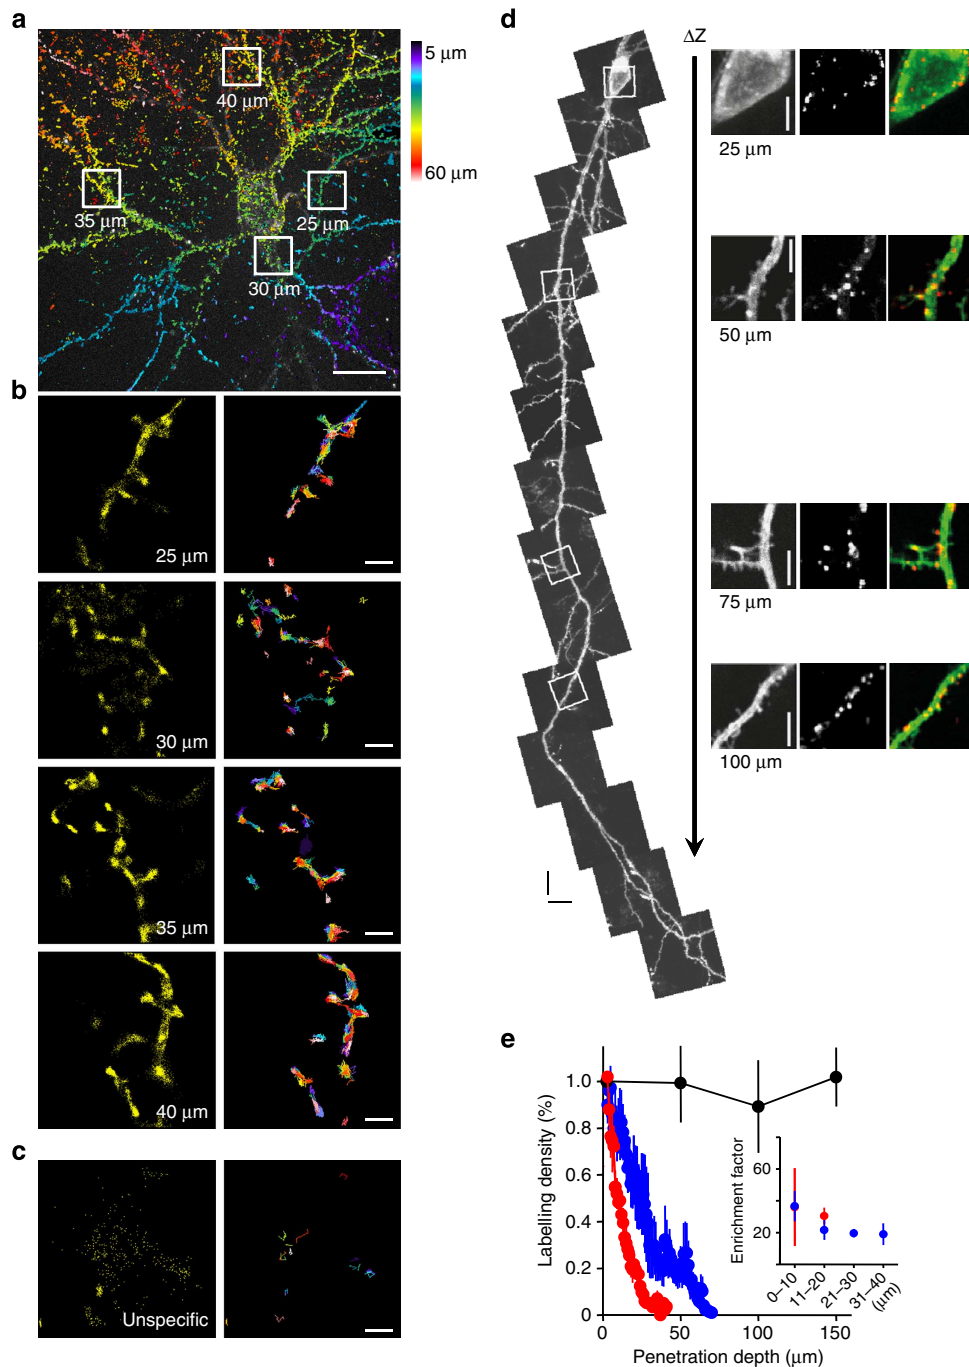 a
5 μm
60 μm
40 μm
35 μm
25 μm
30 μm
b
25 μm
30 μm
35 μm
40 μm
c
Unspecific
d
ΔZ
25 μm
50 μm
75 μm
100 μm
e
Labelling density (%)
1.0
0.8
0.6
0.4
0.2
0
0 50 100 150
Penetration depth (μm)
Enrichment factor
60
20
0–10
11–20
21–30
31–40
(μm)